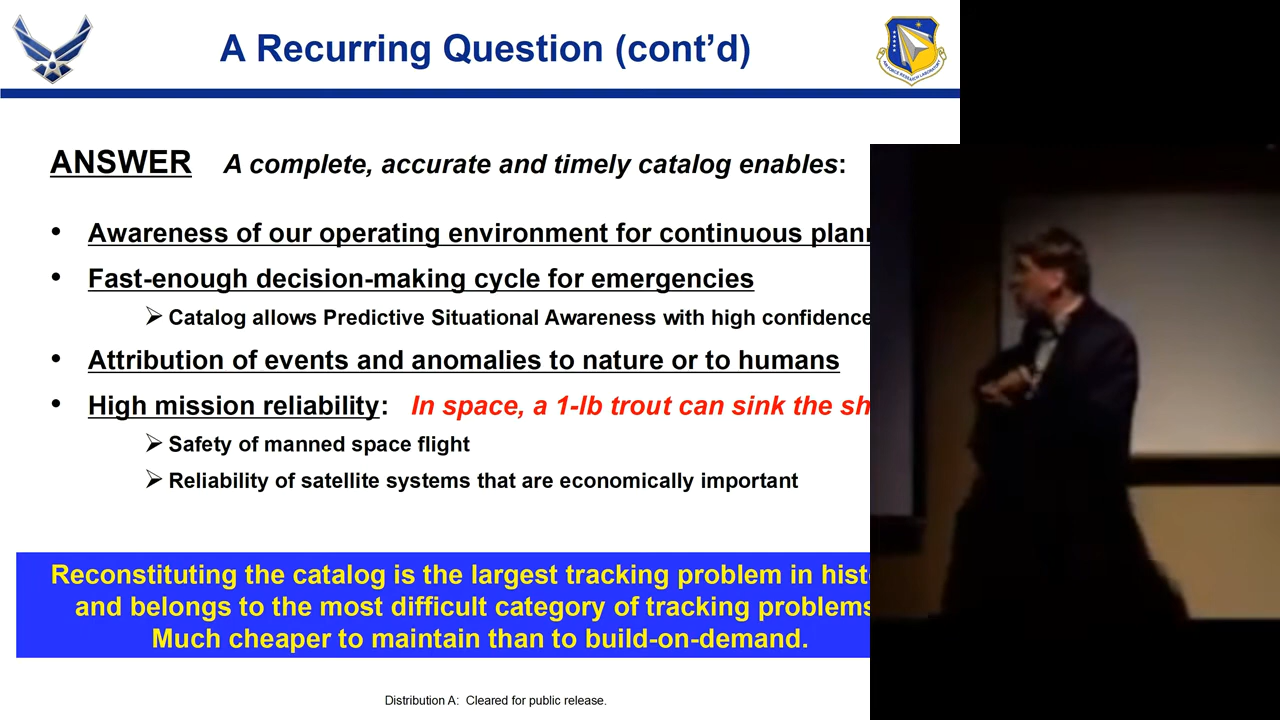 A Recurring Question (cont’d)
AIR FORCE RESEARCH LABORATORY
ANSWER A complete, accurate and timely catalog enables:
• Awareness of our operating environment for continuous
• Fast-enough decision-making cycle for emergencies
➢ Catalog allows Predictive Situational Awareness with high confidence
• Attribution of events and anomalies to nature or to humans
• High mission reliability: In space, a 1-lb trout can sink the
➢ Safety of manned space flight
➢ Reliability of satellite systems that are economically important
Reconstituting the catalog is the largest tracking problem in
and belongs to the most difficult category of tracking problems
Much cheaper to maintain than to build-on-demand.
Distribution A: Cleared for public release.